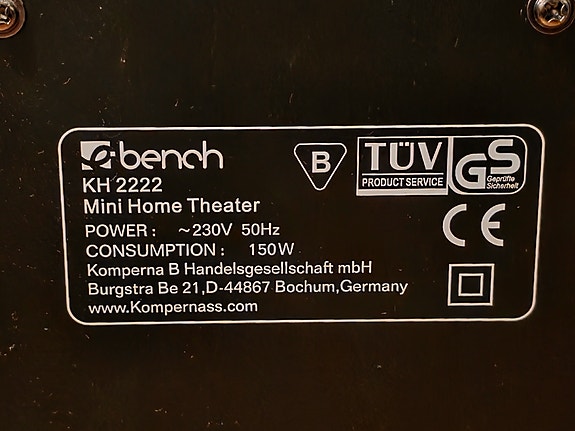 e·bench
KH 2222
Mini Home Theater
POWER: ~230V 50Hz
CONSUMPTION: 150W
Komperna B Handelsgesellschaft mbH
Burgstra Be 21,D-44867 Bochum,Germany
www.Kompernass.com
B
TÜV
PRODUCT SERVICE
GS
Geprüfte
Sicherheit
CE